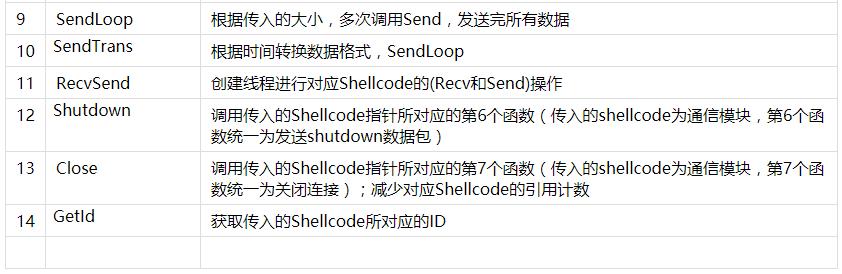 9 SendLoop 根据传入的大小，多次调用Send，发送完所有数据
10 SendTrans 根据时间转换数据格式，SendLoop
11 RecvSend 创建线程进行对应Shellcode的(Recv和Send)操作
12 Shutdown 调用传入的Shellcode指针所对应的第6个函数（传入的shellcode为通信模块，第6个函
数统一为发送shutdown数据包）
13 Close 调用传入的Shellcode指针所对应的第7个函数（传入的shellcode为通信模块，第7个函
数统一为关闭连接）；减少对应Shellcode的引用计数
14 GetId 获取传入的Shellcode所对应的ID